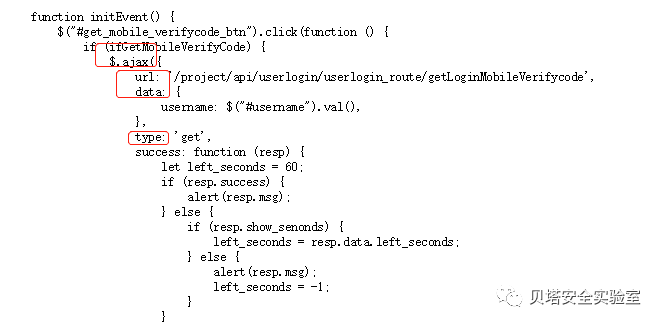 function initEvent() {
    $("#get_mobile_verifycode_btn").click(function () {
        if (ifGetMobileVerifyCode) {
            $.ajax({
                url: '/project/api/userlogin/userlogin_route/getLoginMobileVerifycode',
                data: {
                    username: $("#username").val(),
                },
                type: 'get',
                success: function (resp) {
                    let left_seconds = 60;
                    if (resp.success) {
                        alert(resp.msg);
                    } else {
                        if (resp.show_senonds) {
                            left_seconds = resp.data.left_seconds;
                        } else {
                            alert(resp.msg);
                            left_seconds = -1;
                        }
                    }
贝塔安全实验室